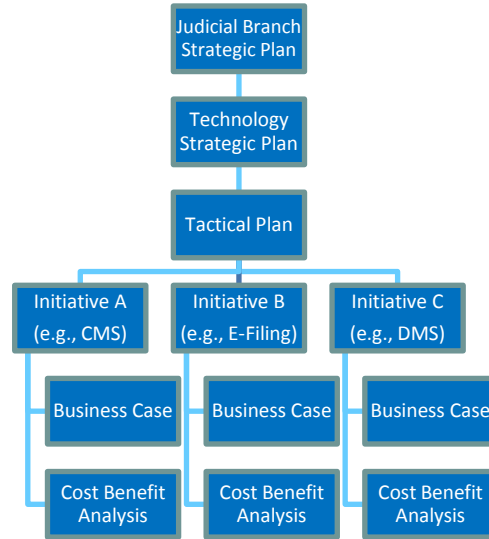 Judicial Branch
Strategic Plan
Technology
Strategic Plan
Tactical Plan
Initiative A
(e.g., CMS)
Initiative B
(e.g., E-Filing)
Initiative C
(e.g., DMS)
Business Case
Business Case
Business Case
Cost Benefit
Analysis
Cost Benefit
Analysis
Cost Benefit
Analysis